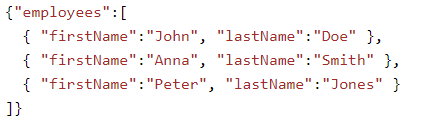 {"employees":[
  { "firstName":"John", "lastName":"Doe" },
  { "firstName":"Anna", "lastName":"Smith" },
  { "firstName":"Peter", "lastName":"Jones" }
]}